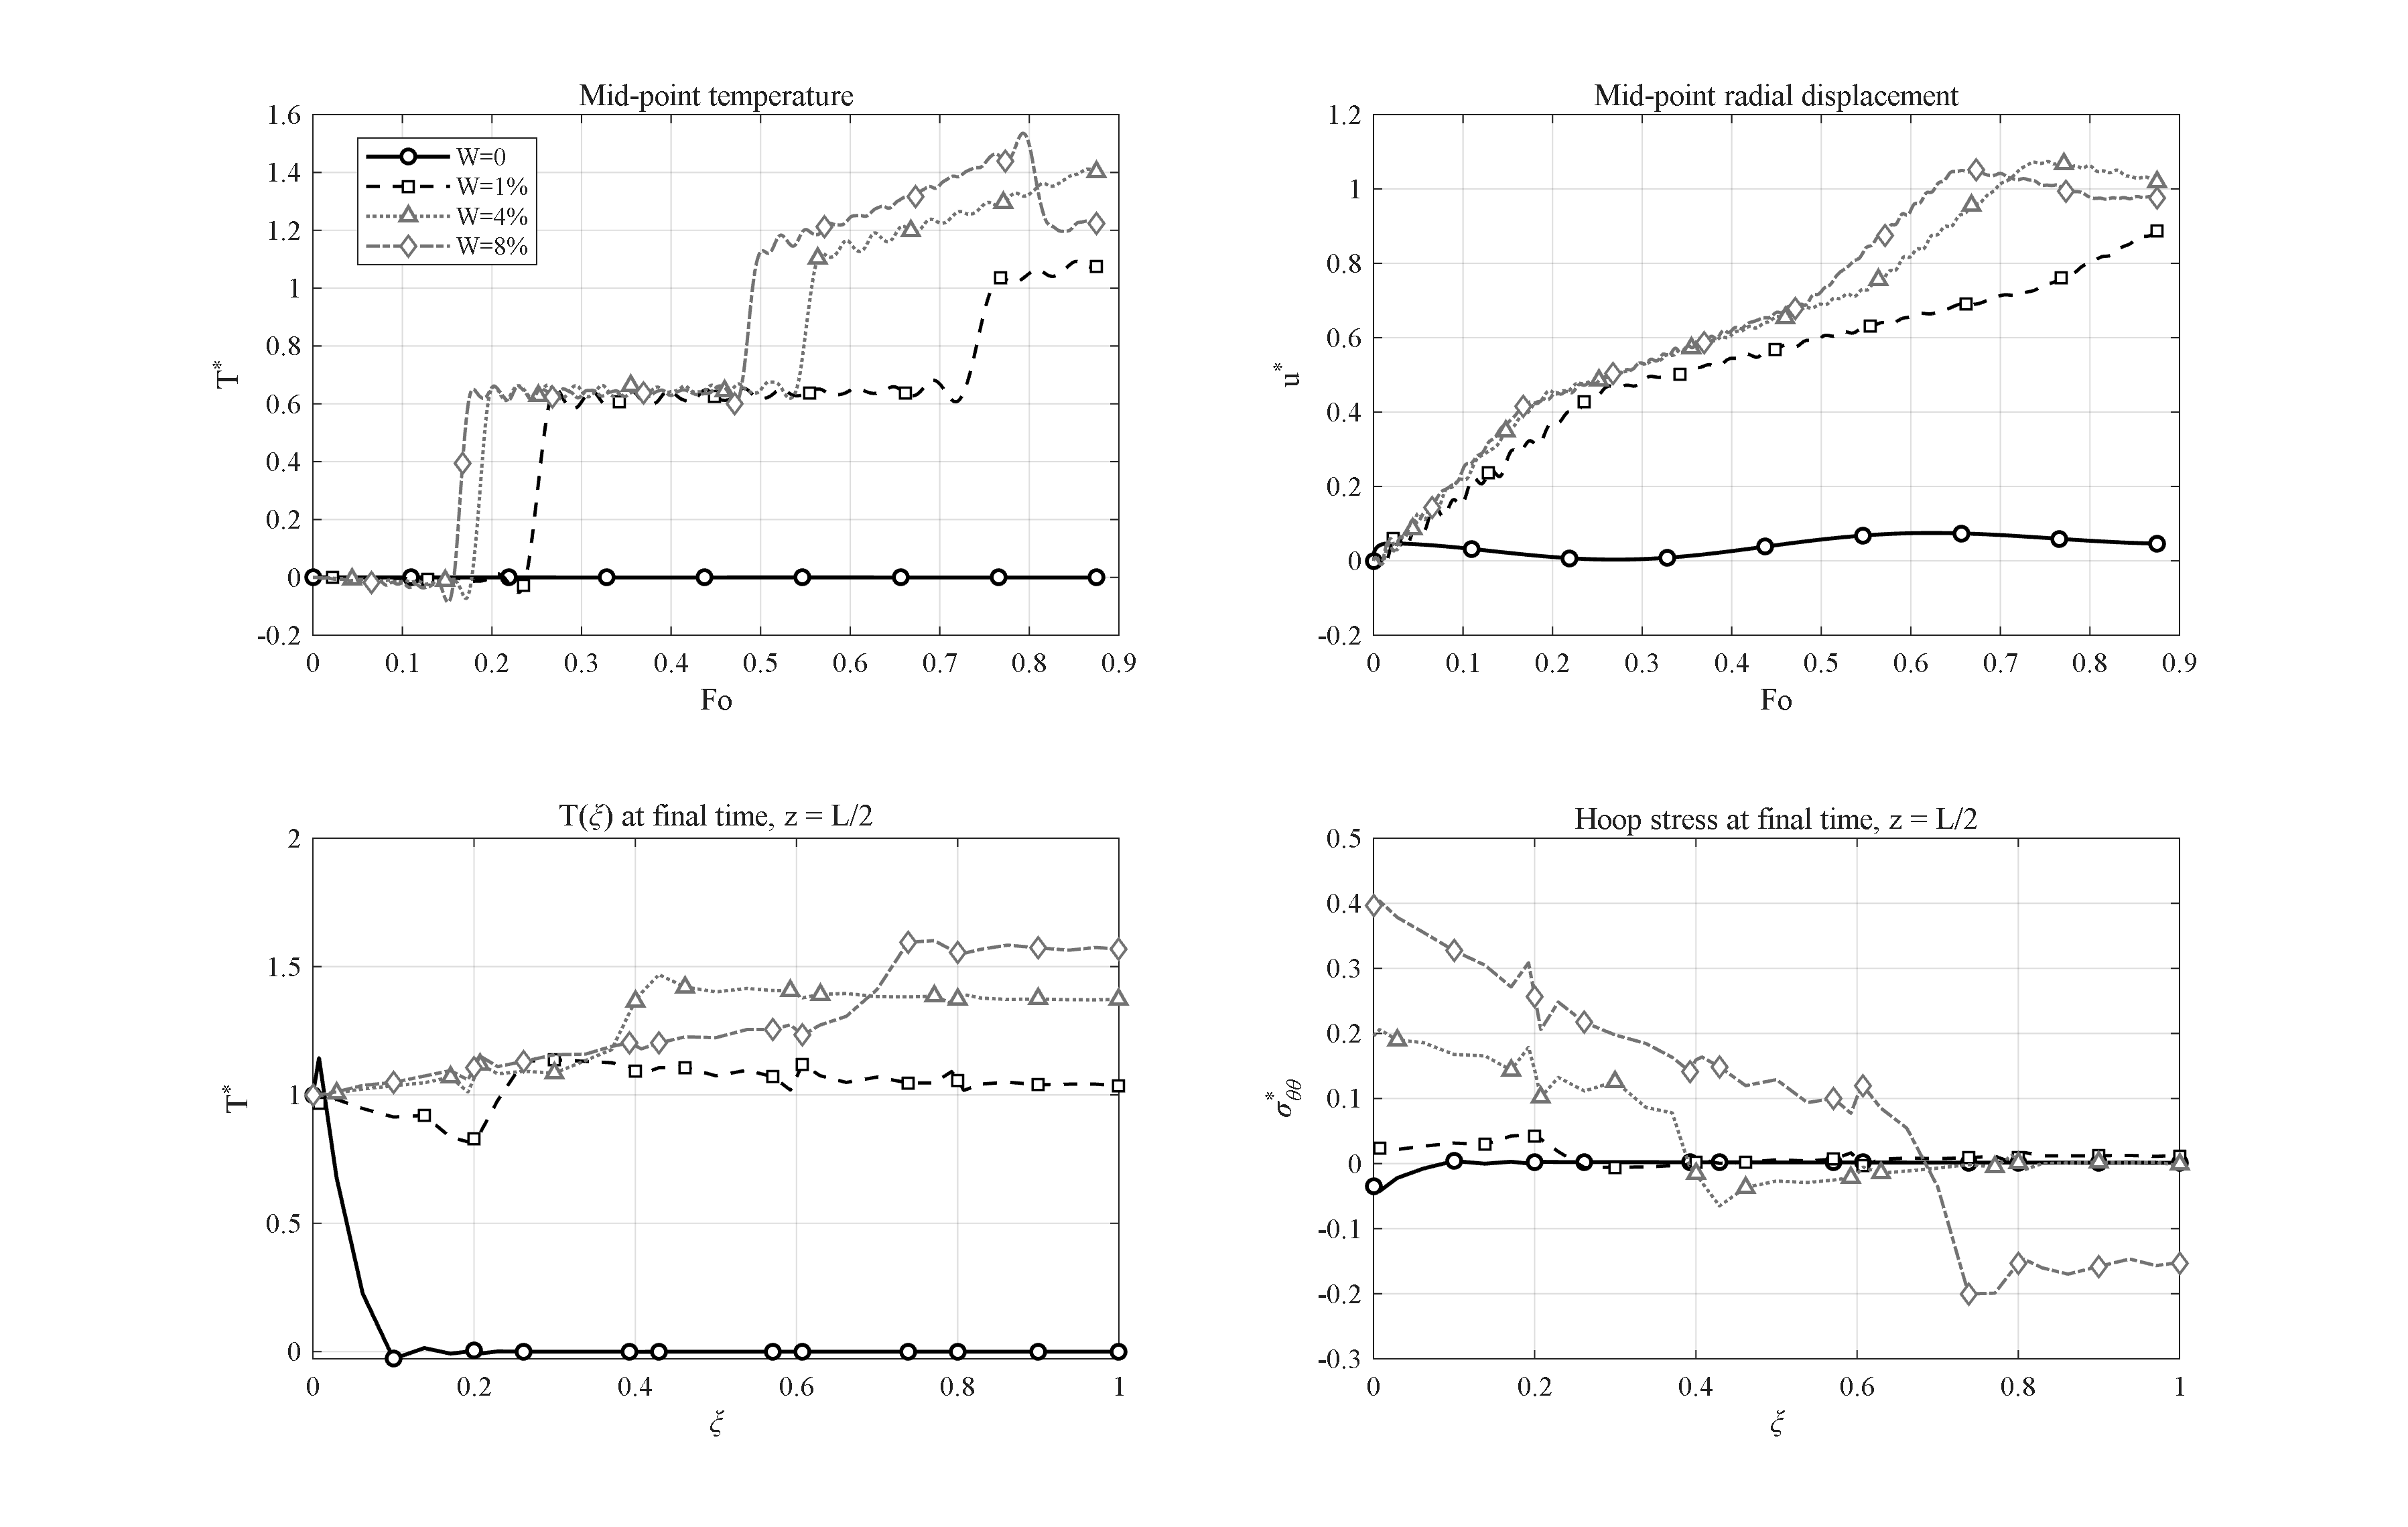 Mid-point temperature
1.6
1.4
1.2
1
0.8
0.6
0.4
0.2
0
-0.2
T*
W=0
W=1%
W=4%
W=8%
0 0.1 0.2 0.3 0.4 0.5 0.6 0.7 0.8 0.9
Fo
Mid-point radial displacement
1.2
1
0.8
0.6
0.4
0.2
0
-0.2
u*
0 0.1 0.2 0.3 0.4 0.5 0.6 0.7 0.8 0.9
Fo
T(ξ) at final time, z = L/2
2
1.5
1
0.5
0
T*
0 0.2 0.4 0.6 0.8 1
ξ
Hoop stress at final time, z = L/2
0.5
0.4
0.3
0.2
0.1
0
-0.1
-0.2
-0.3
σ*θθ
0 0.2 0.4 0.6 0.8 1
ξ